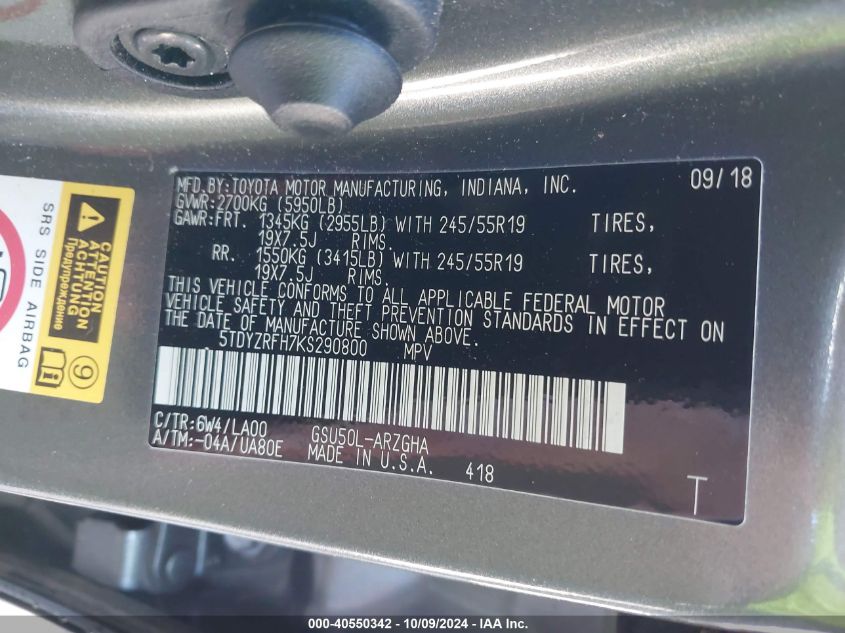 MFD.BY:TOYOTA MOTOR MANUFACTURING, INDIANA, INC. 09/18
GVWR:2700KG (5950LB)
GAWR:FRT. 1345KG (2955LB) WITH 245/55R19 TIRES,
19X7.5J RIMS.
RR. 1550KG (3415LB) WITH 245/55R19 TIRES,
19X7.5J RIMS.
THIS VEHICLE CONFORMS TO ALL APPLICABLE FEDERAL MOTOR
VEHICLE SAFETY AND THEFT PREVENTION STANDARDS IN EFFECT ON
THE DATE OF MANUFACTURE SHOWN ABOVE.
5TDYZRFH7KS290800 MPV
C/TR:6W4/LA00 GSU50L-ARZGHA
A/TM:-04A/UA80E MADE IN U.S.A. 418
T
SRS SIDE AIRBAG
CAUTION
ATTENTION
ACHTUNG
Предупреждение
9
000-40550342 - 10/09/2024 - IAA Inc.